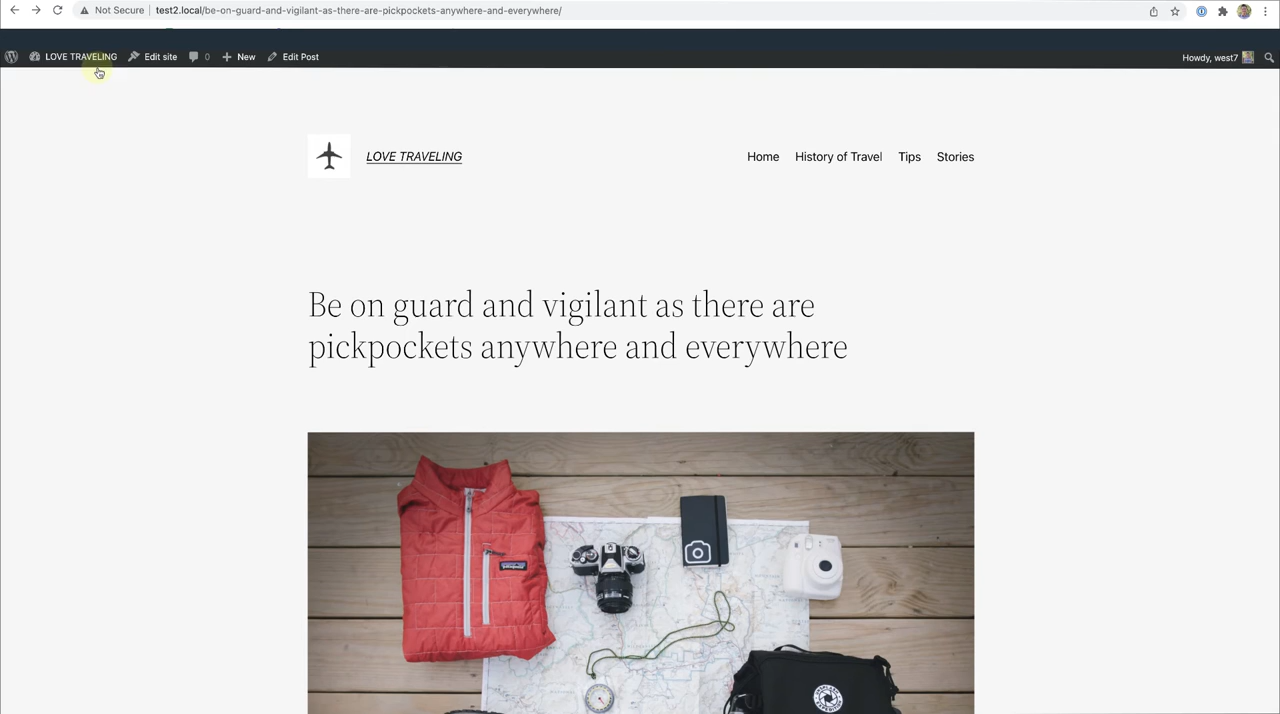 Not Secure test2.local/be-on-guard-and-vigilant-as-there-are-pickpockets-anywhere-and-everywhere/
LOVE TRAVELING Edit site 0 New Edit Post Howdy, west7
LOVE TRAVELING Home History of Travel Tips Stories
Be on guard and vigilant as there are
pickpockets anywhere and everywhere
patagonia